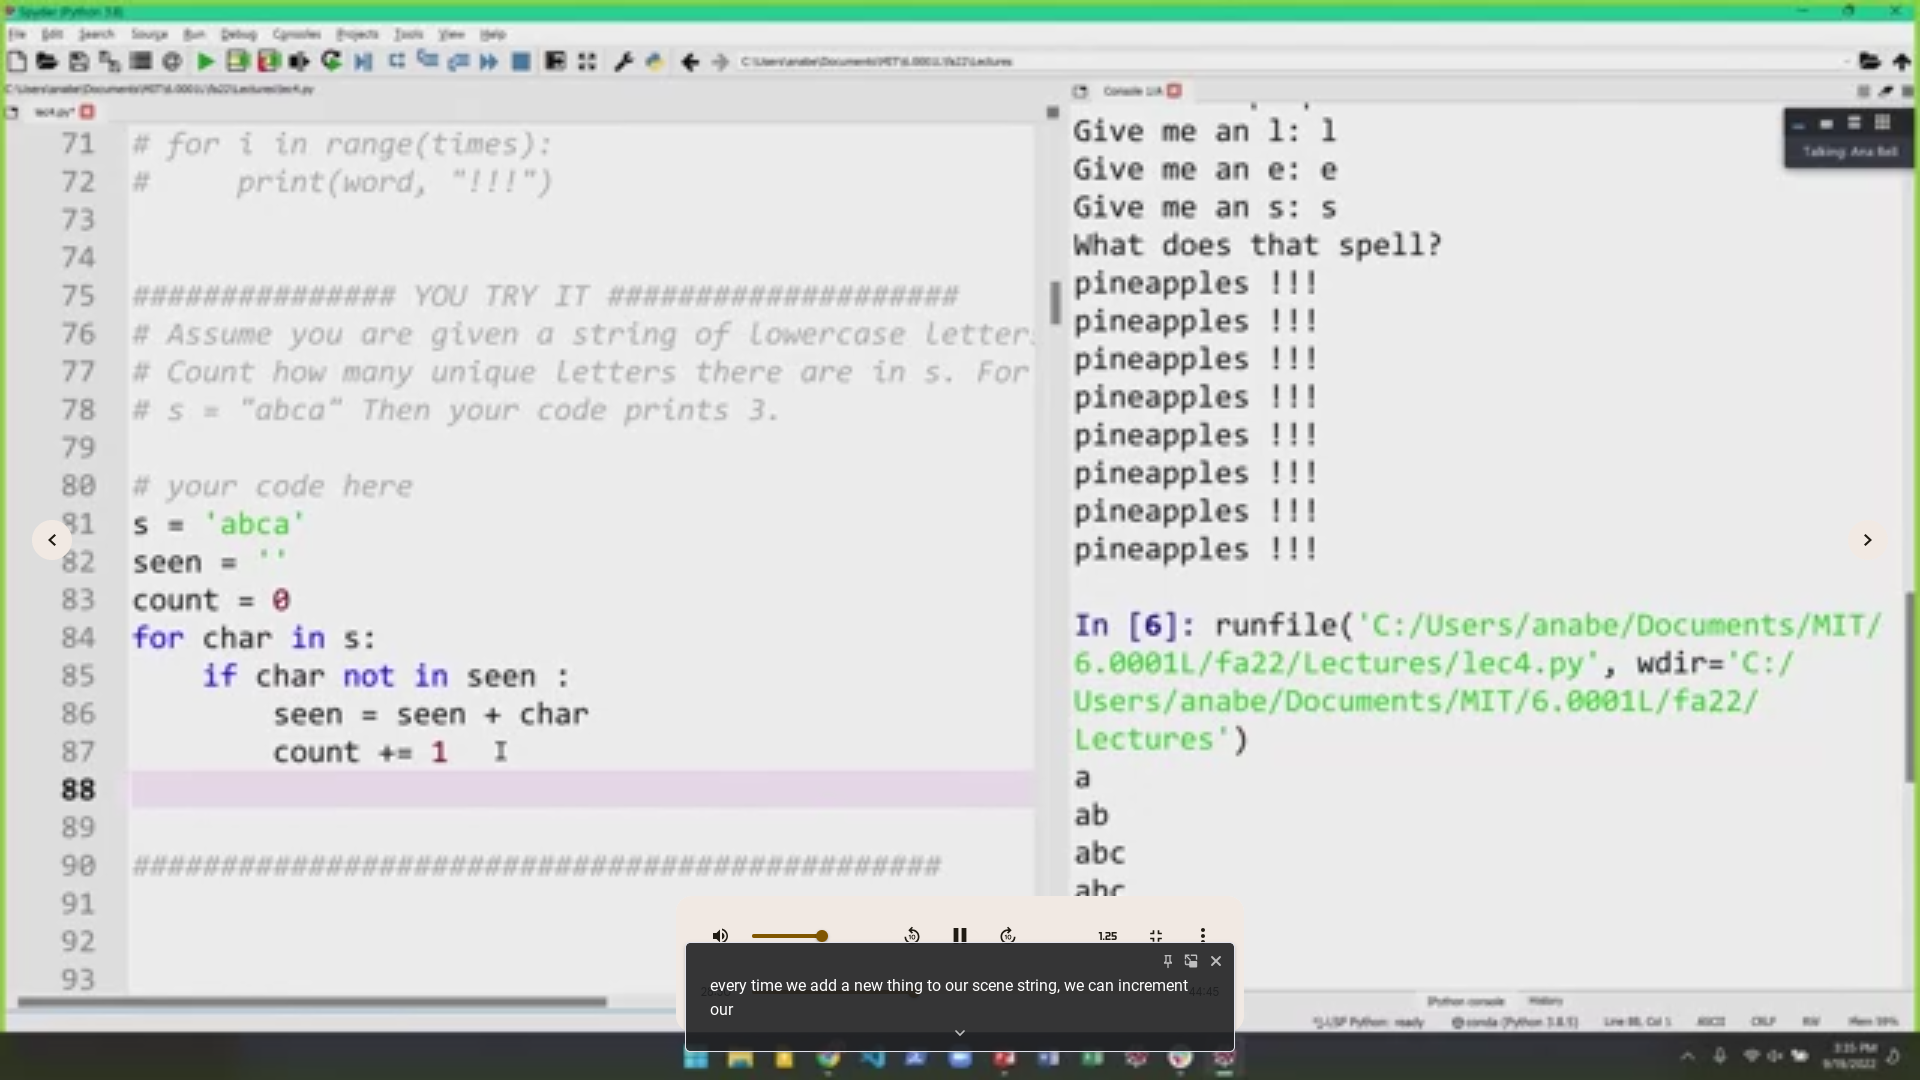 Spyder (Python 3.8)
File Edit Search Source Run Debug Consoles Projects Tools View Help
C:\Users\anabe\Documents\MIT\6.0001L\fa22\Lectures
C:\Users\anabe\Documents\MIT\6.0001L\fa22\Lectures\lec4.py
lec4.py*
71 # for i in range(times):
72 #     print(word, "!!!")
73
74
75 ############### YOU TRY IT ####################
76 # Assume you are given a string of lowercase letter
77 # Count how many unique letters there are in s. For
78 # s = "abca" Then your code prints 3.
79
80 # your code here
81 s = 'abca'
82 seen = ''
83 count = 0
84 for char in s:
85     if char not in seen :
86         seen = seen + char
87         count += 1
88
89
90 ##############################################
91
92
93
Console 1/A
Give me an l: l
Give me an e: e
Give me an s: s
What does that spell?
pineapples !!!
pineapples !!!
pineapples !!!
pineapples !!!
pineapples !!!
pineapples !!!
pineapples !!!
pineapples !!!
In [6]: runfile('C:/Users/anabe/Documents/MIT/
6.0001L/fa22/Lectures/lec4.py', wdir='C:/
Users/anabe/Documents/MIT/6.0001L/fa22/
Lectures')
a
ab
abc
abc
Talking: Ana Bell
1.25
every time we add a new thing to our scene string, we can increment
our
44:45
IPython console History
LSP Python: ready conda (Python 3.8.5) Line 88, Col 1 ASCII CRLF RW Mem 59%
3:35 PM
9/19/2022